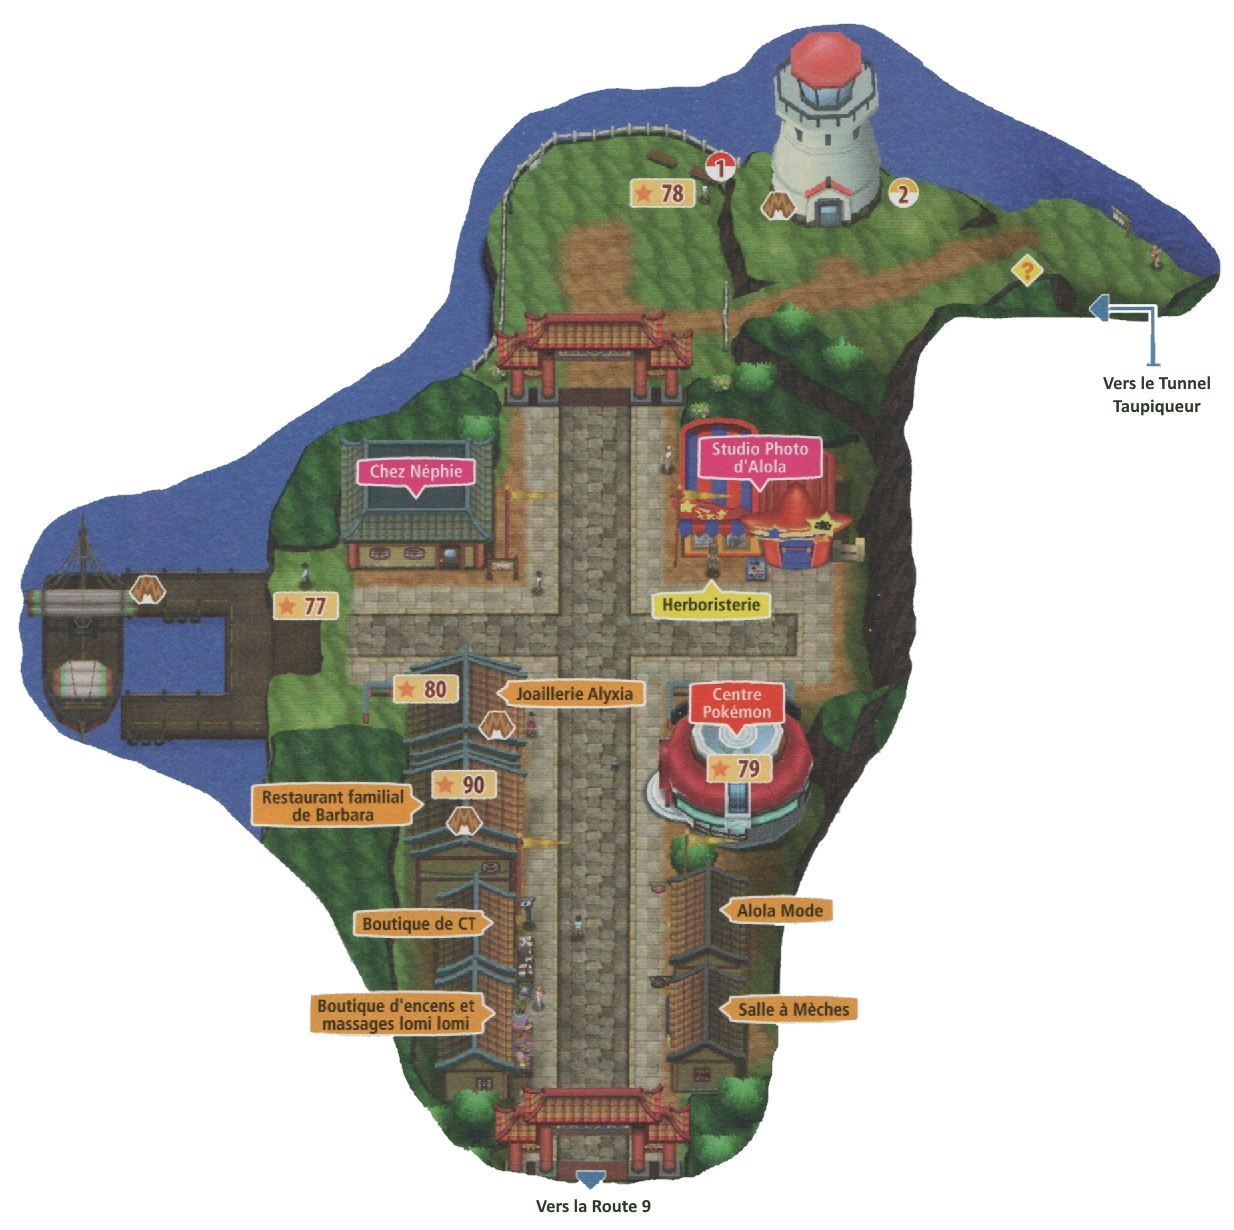 1
78
2
?
Vers le Tunnel
Taupiqueur
Chez Néphie
Studio Photo
d'Alola
77
Herboristerie
80
Joaillerie Alyxia
Centre
Pokémon
79
90
Restaurant familial
de Barbara
Boutique de CT
Alola Mode
Boutique d'encens et
massages lomi lomi
Salle à Mèches
Vers la Route 9